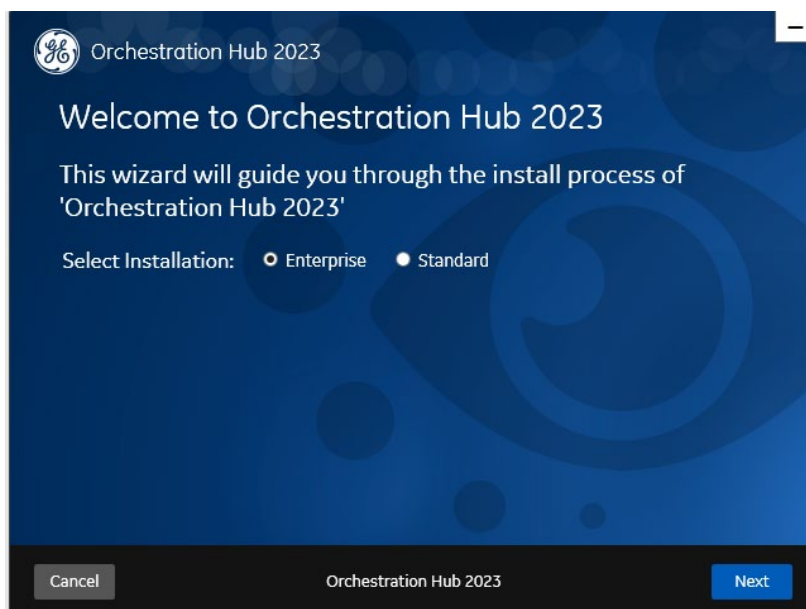 Orchestration Hub 2023
Welcome to Orchestration Hub 2023
This wizard will guide you through the install process of
'Orchestration Hub 2023'
Select Installation: Enterprise Standard
Cancel Orchestration Hub 2023 Next